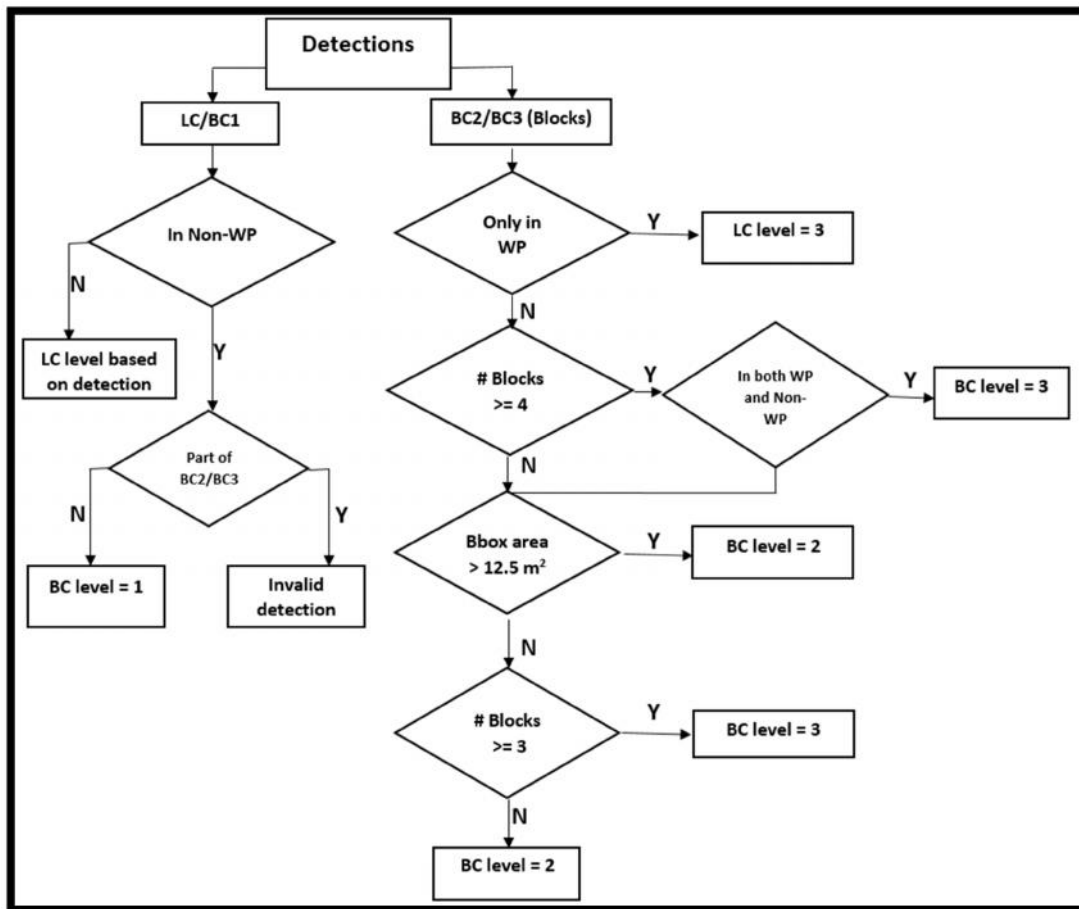 Detections
LC/BC1
BC2/BC3 (Blocks)
In Non-WP
Only in
WP
Y
LC level = 3
N
N
LC level based
on detection
Y
# Blocks
>= 4
Y
In both WP
and Non-
WP
Y
BC level = 3
Part of
BC2/BC3
N
N
Y
Bbox area
> 12.5 m²
Y
BC level = 2
BC level = 1
Invalid
detection
N
# Blocks
>= 3
Y
BC level = 3
N
BC level = 2